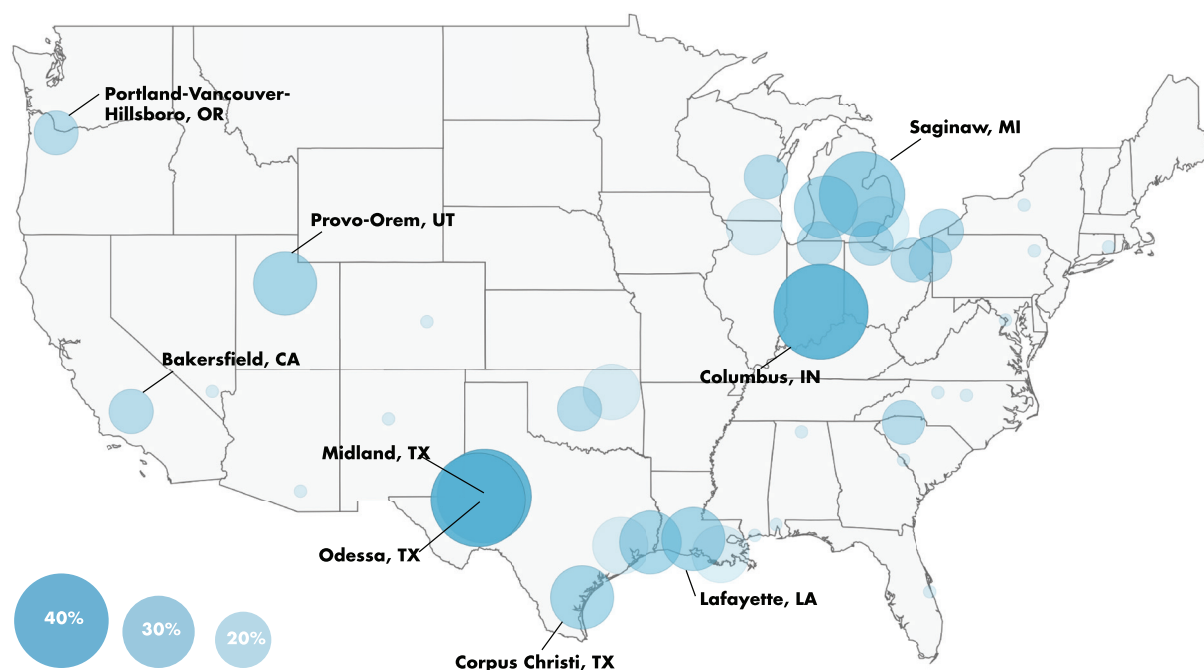 Portland-Vancouver-
Hillsboro, OR
Saginaw, MI
Provo-Orem, UT
Bakersfield, CA
Columbus, IN
Midland, TX
Odessa, TX
Lafayette, LA
Corpus Christi, TX
40%
30%
20%